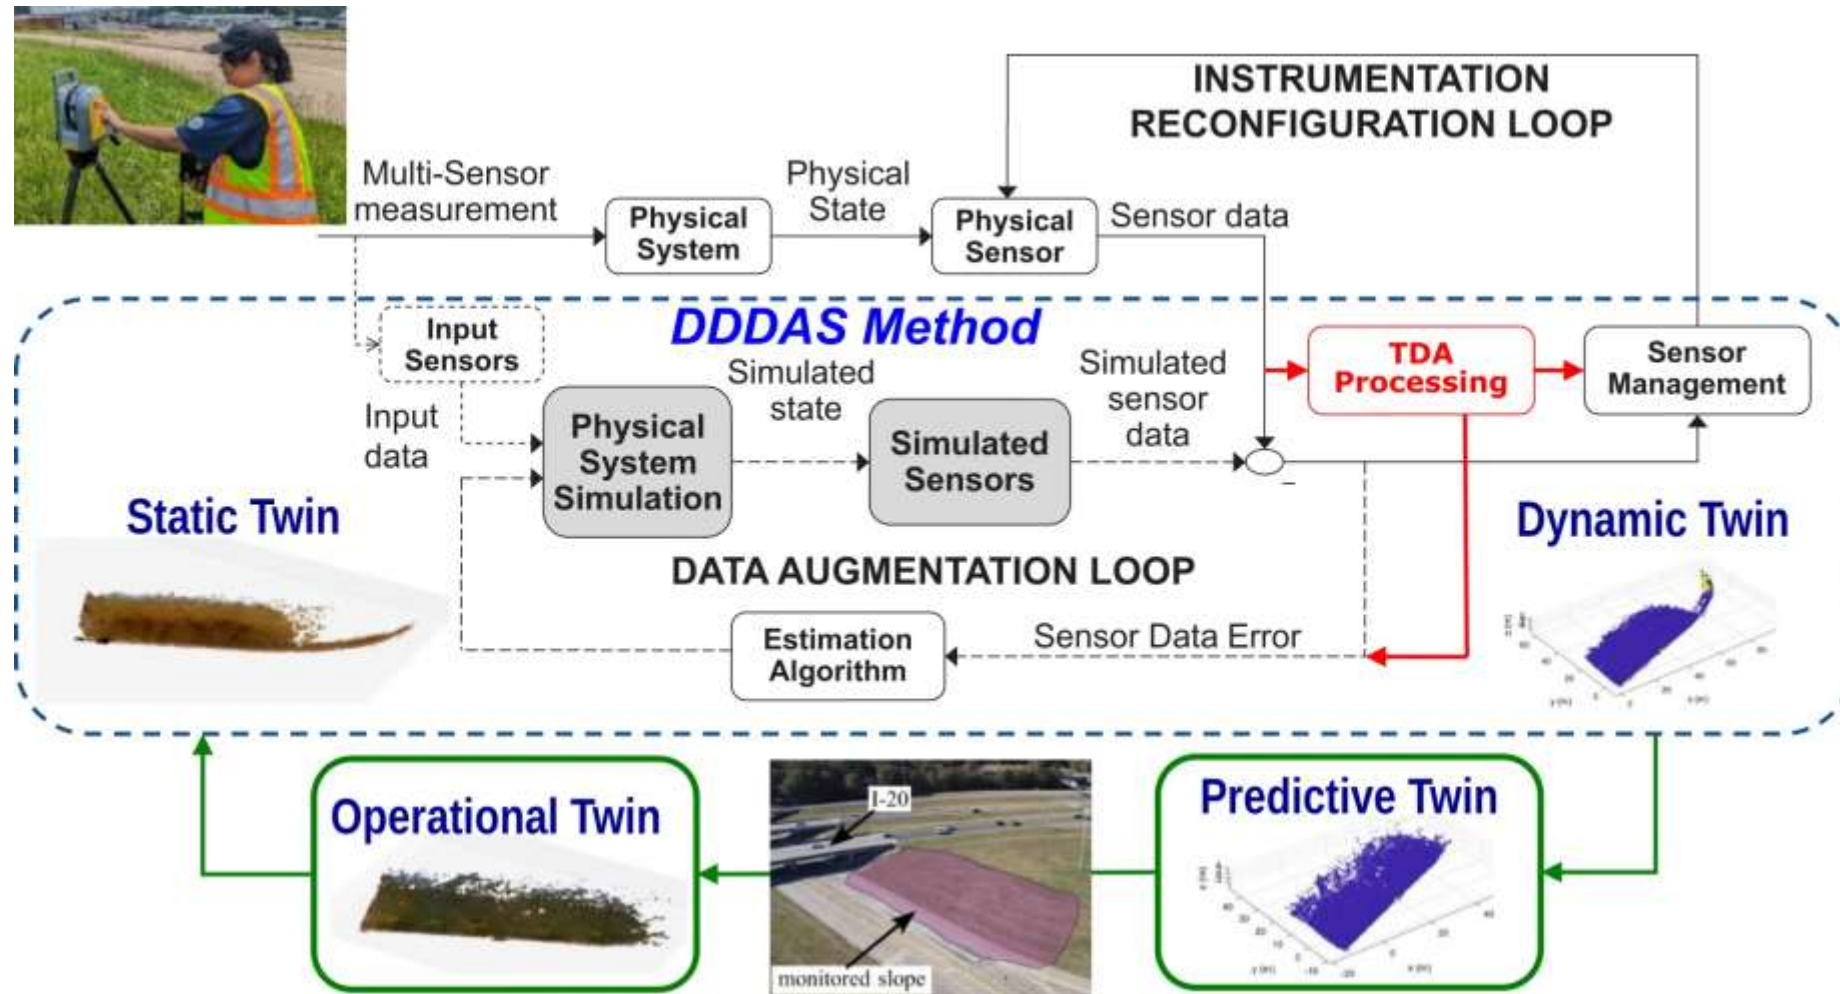 INSTRUMENTATION
RECONFIGURATION LOOP
Multi-Sensor
measurement
Physical
System
Physical
State
Physical
Sensor
Sensor data
DDDAS Method
Input
Sensors
Input
data
Physical
System
Simulation
Simulated
state
Simulated
Sensors
Simulated
sensor
data
–
TDA
Processing
Sensor
Management
Static Twin
Dynamic Twin
DATA AUGMENTATION LOOP
Estimation
Algorithm
Sensor Data Error
Operational Twin
I-20
monitored slope
Predictive Twin